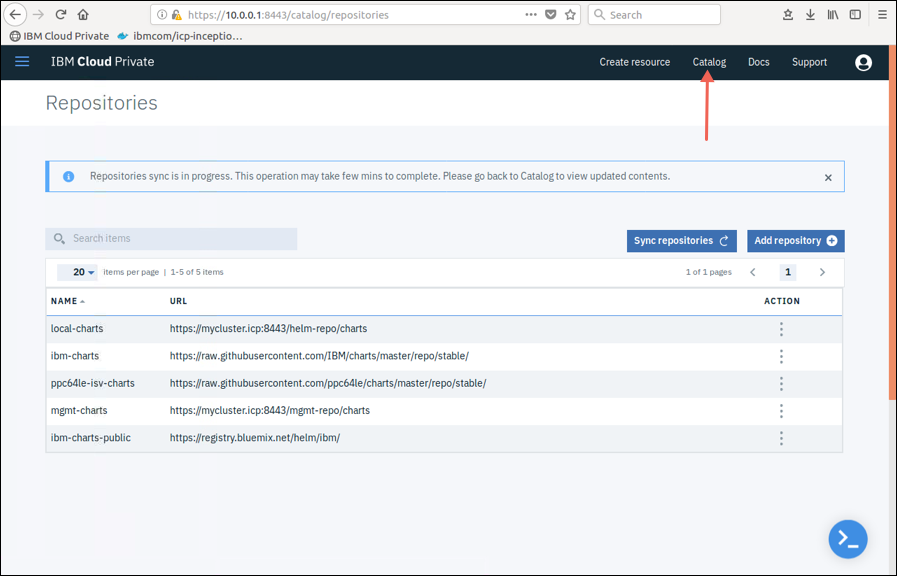 https://10.0.0.1:8443/catalog/repositories
Search
IBM Cloud Private
ibmcom/icp-inceptio...
IBM Cloud Private
Create resource
Catalog
Docs
Support
Repositories
Repositories sync is in progress. This operation may take few mins to complete. Please go back to Catalog to view updated contents.
Search items
Sync repositories
Add repository
20 items per page | 1-5 of 5 items
1 of 1 pages
1
NAME URL ACTION
local-charts https://mycluster.icp:8443/helm-repo/charts
ibm-charts https://raw.githubusercontent.com/IBM/charts/master/repo/stable/
ppc64le-isv-charts https://raw.githubusercontent.com/ppc64le/charts/master/repo/stable/
mgmt-charts https://mycluster.icp:8443/mgmt-repo/charts
ibm-charts-public https://registry.bluemix.net/helm/ibm/